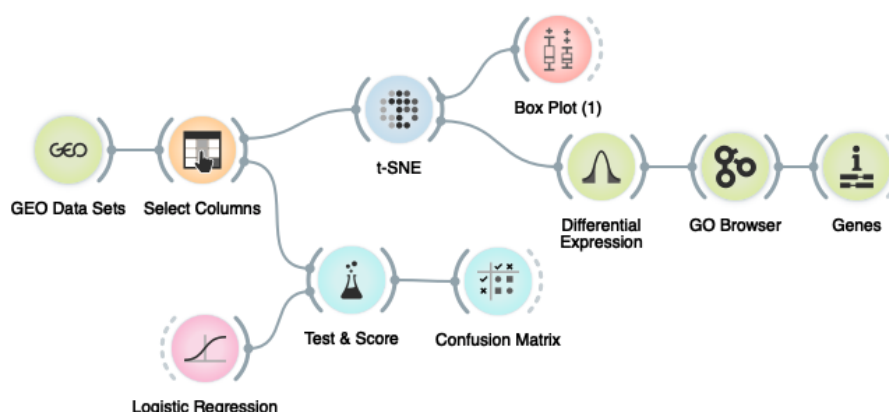 Box Plot (1)
t-SNE
GEO
GEO Data Sets
Select Columns
Differential
Expression
GO Browser
Genes
Test & Score
Confusion Matrix
Logistic Regression